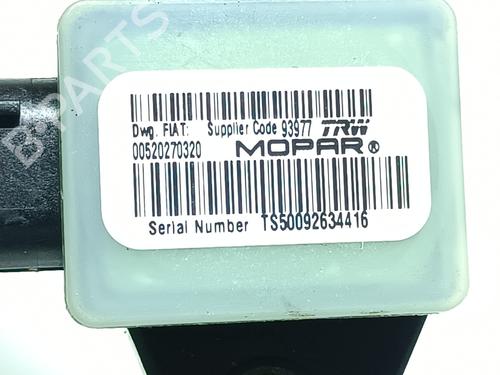 Dwg. FIAT: Supplier Code 93977 TRW
00520270320 MOPAR®
Serial Number TS50092634416
B-PARTS